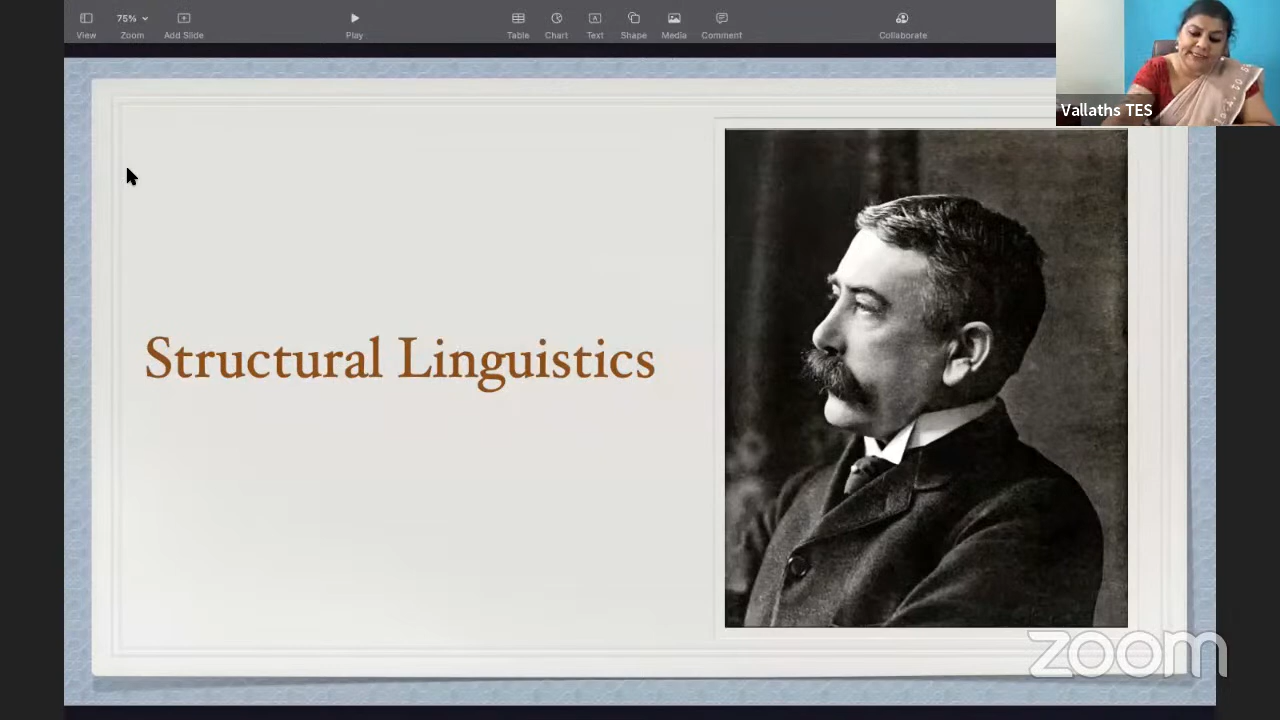 View
75%
Zoom
Add Slide
Play
Table
Chart
Text
Shape
Media
Comment
Collaborate
Vallaths TES
Structural Linguistics
zoom